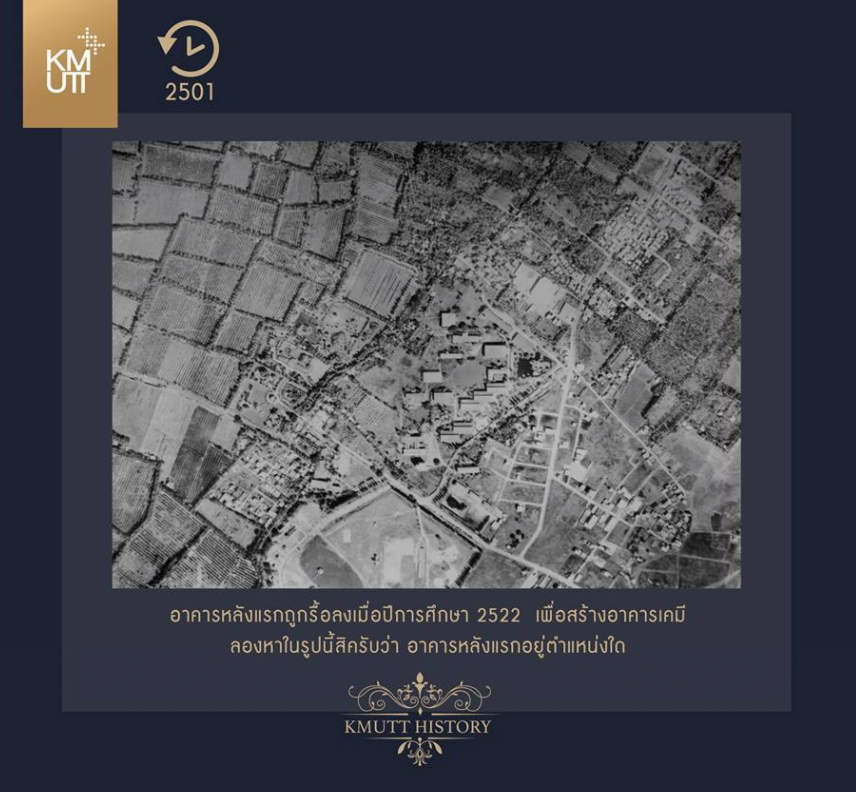 KM
UTT
2501
อาคารหลังแรกถูกรื้อลงเมื่อปีการศึกษา 2522 เพื่อสร้างอาคารเคมี
ลองหาในรูปนี้สิครับว่า อาคารหลังแรกอยู่ตำแหน่งใด
KMUTT HISTORY